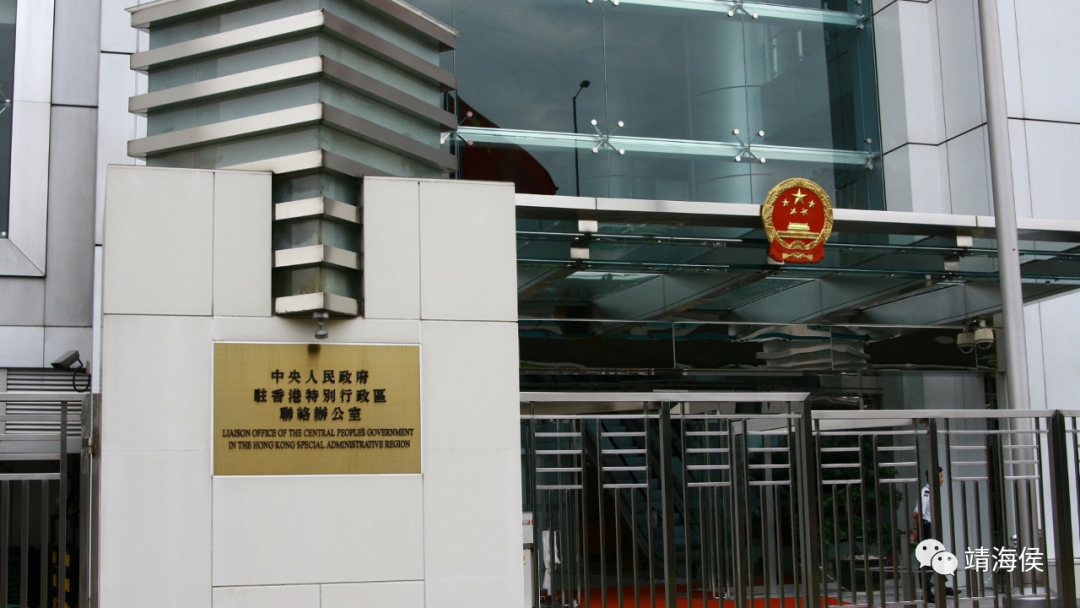 中央人民政府
駐香港特別行政區
聯絡辦公室
LIAISON OFFICE OF THE CENTRAL PEOPLE'S GOVERNMENT
IN THE HONG KONG SPECIAL ADMINISTRATIVE REGION
靖海侯